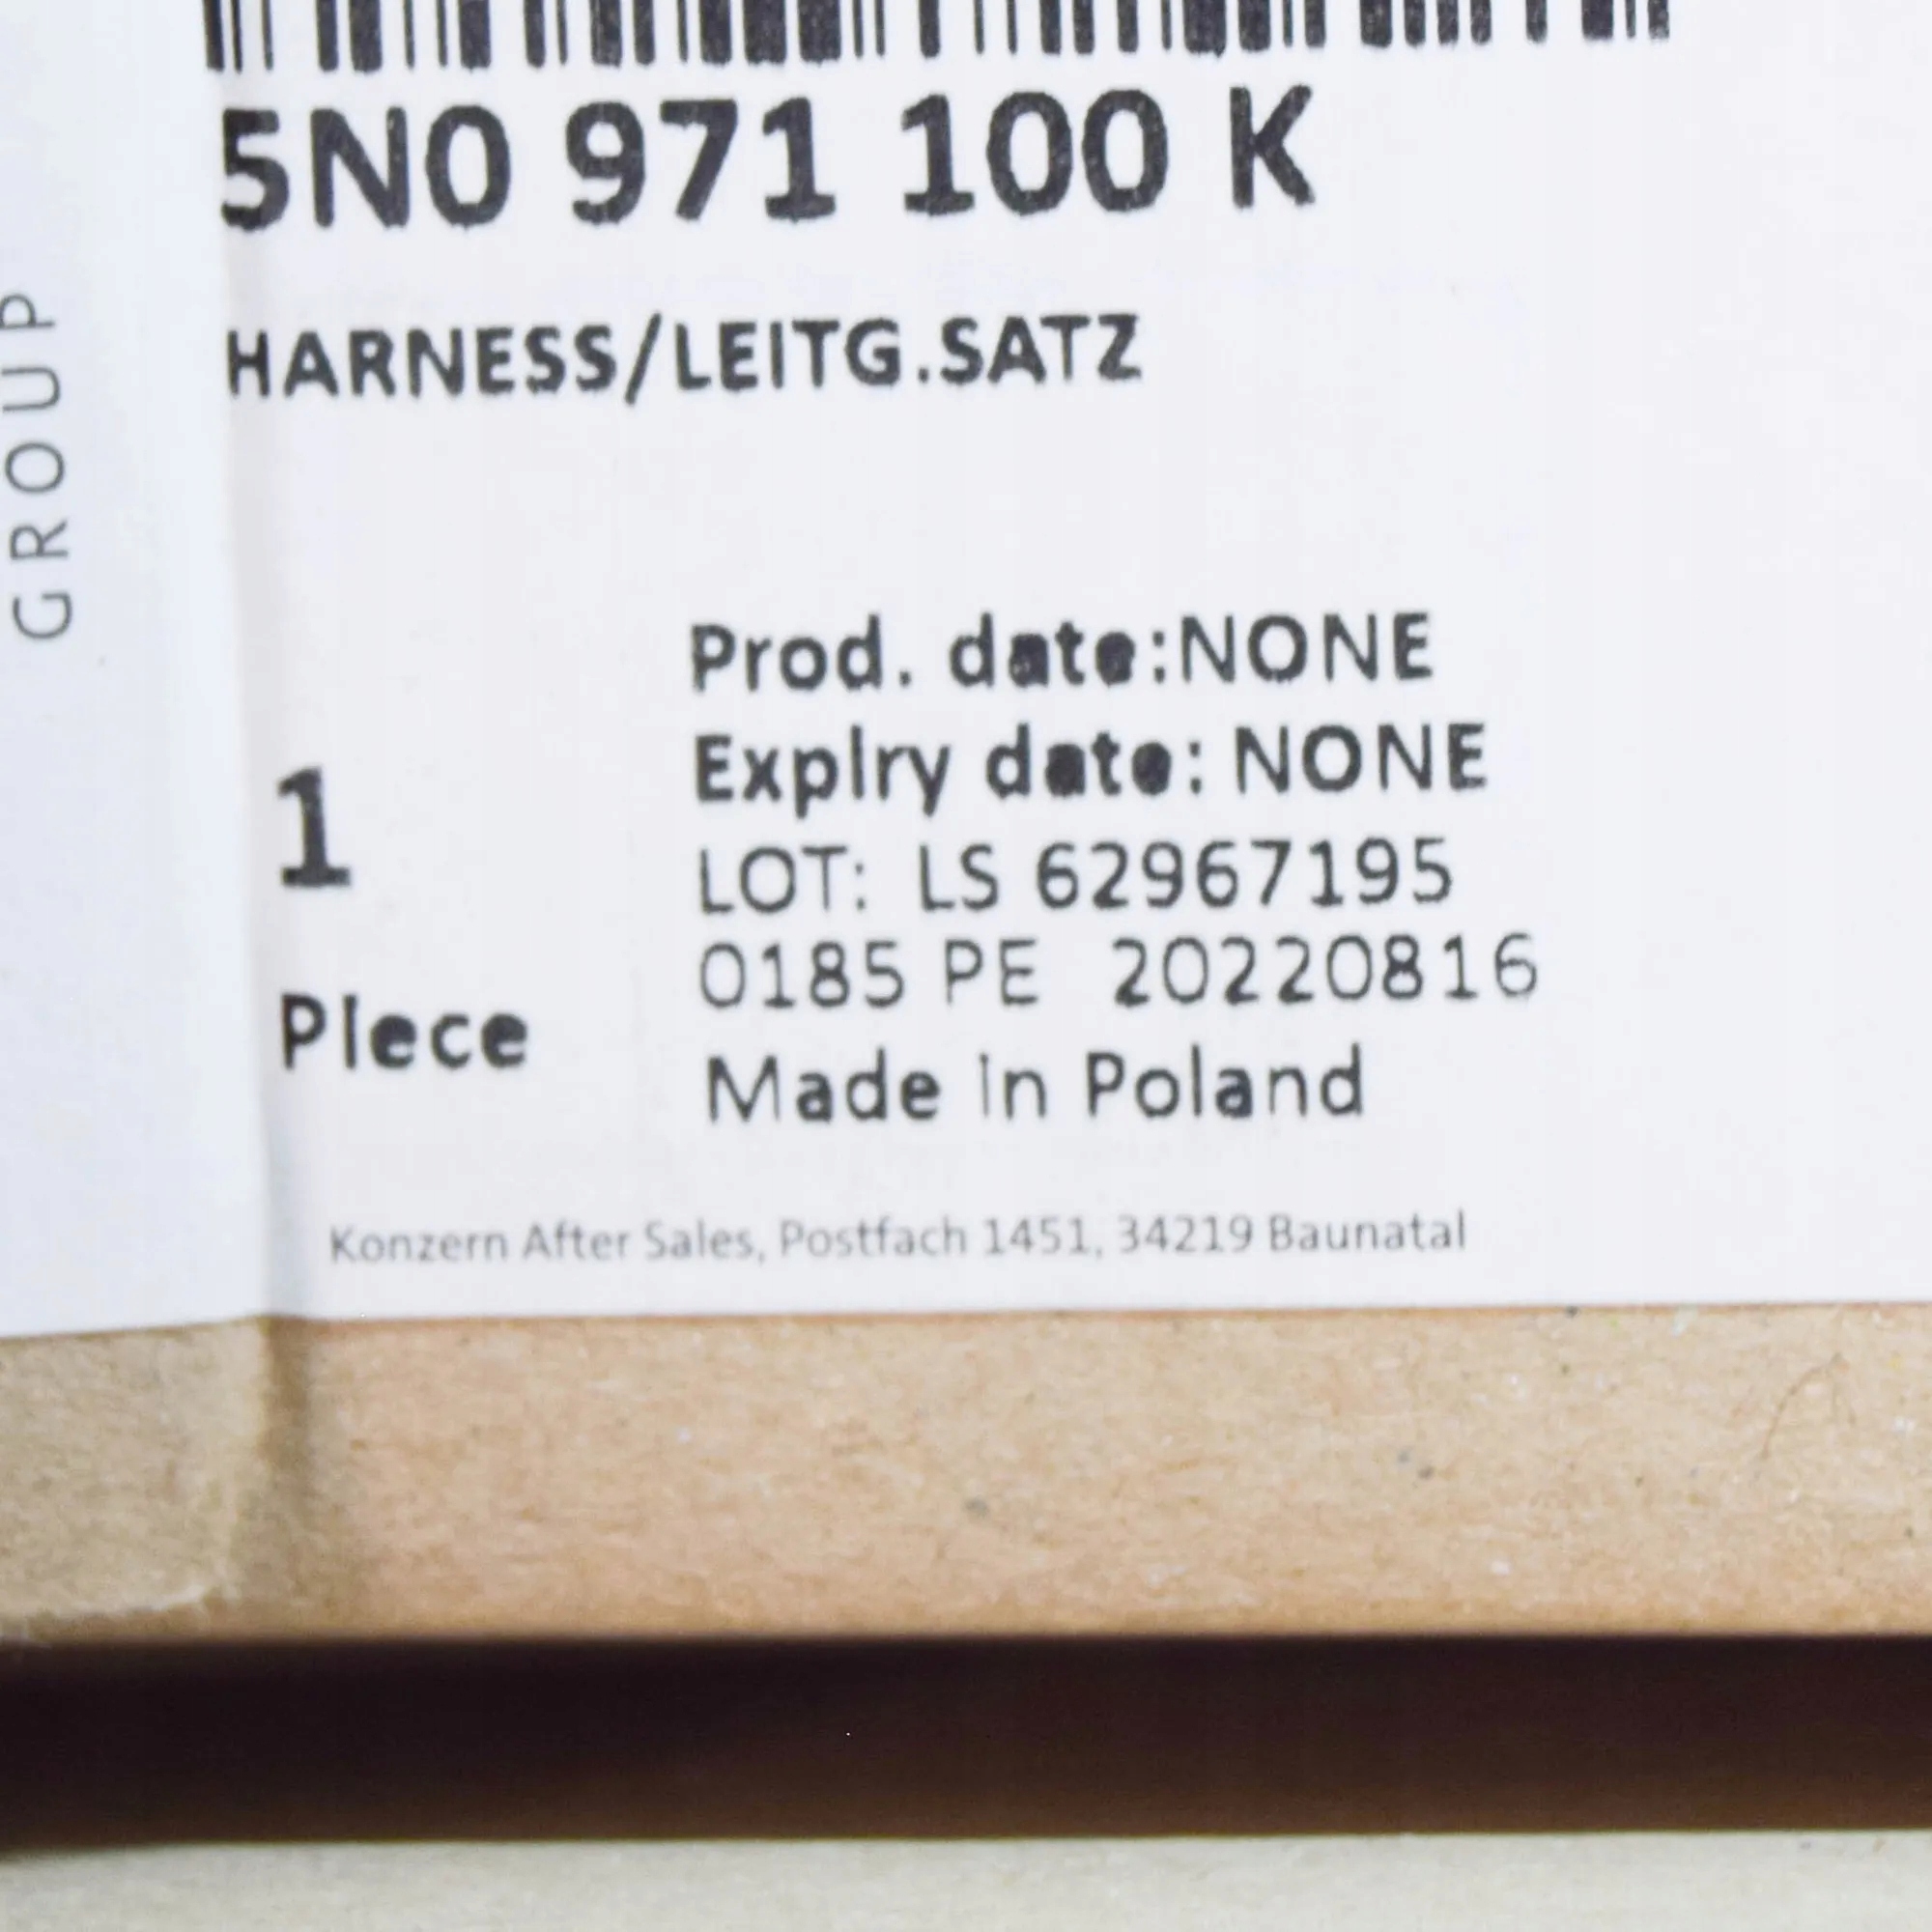 GROUP
5N0 971 100 K
HARNESS/LEITG.SATZ
Prod. date:NONE
Expiry date: NONE
1
LOT: LS 62967195
0185 PE 20220816
Piece
Made in Poland
Konzern After Sales, Postfach 1451, 34219 Baunatal